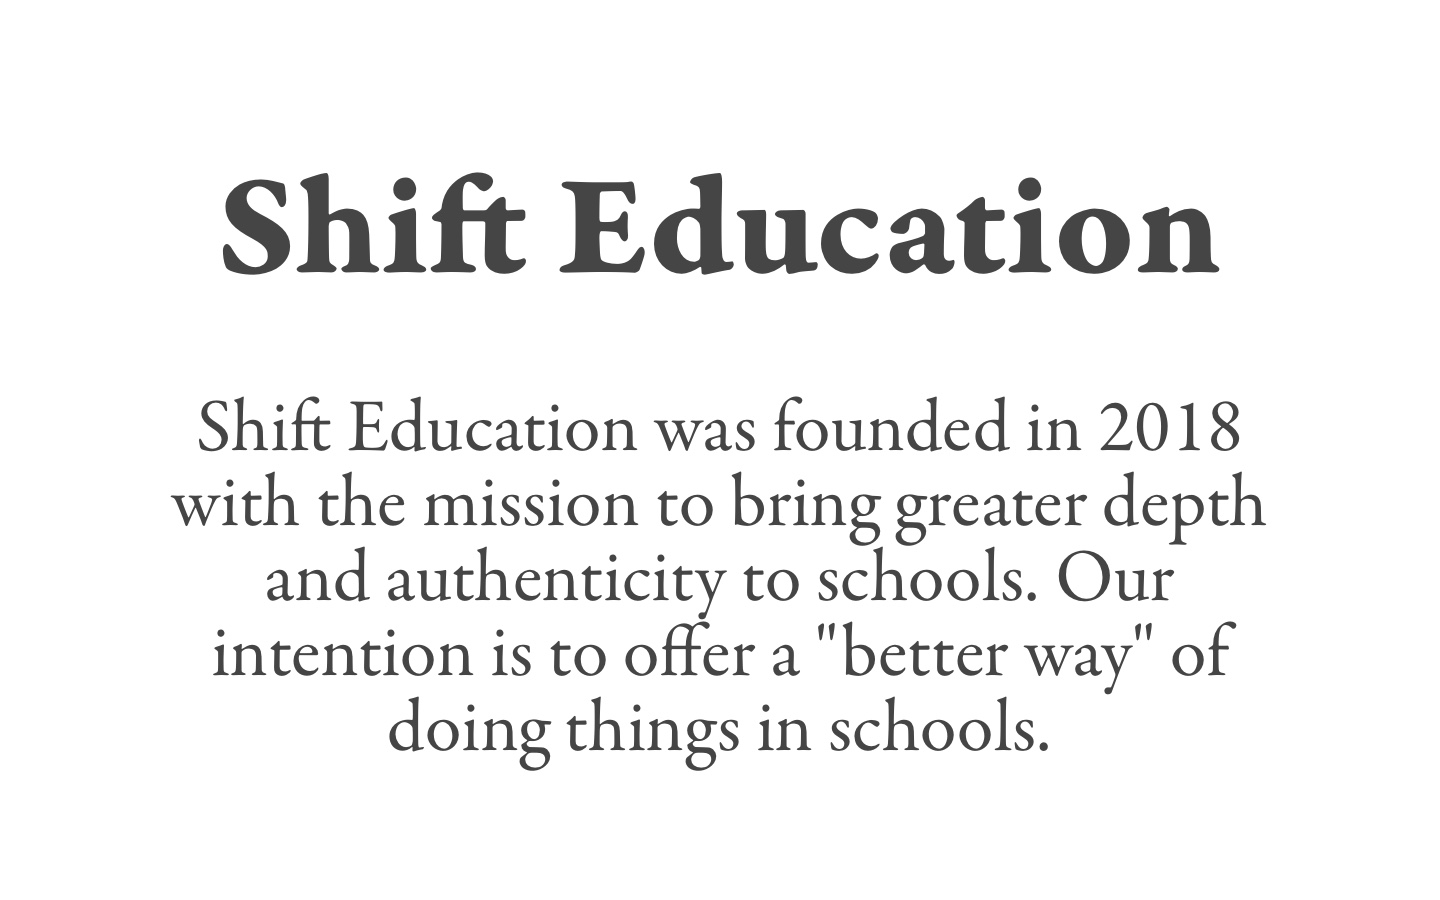 Shift Education
Shift Education was founded in 2018
with the mission to bring greater depth
and authenticity to schools. Our
intention is to offer a "better way" of
doing things in schools.